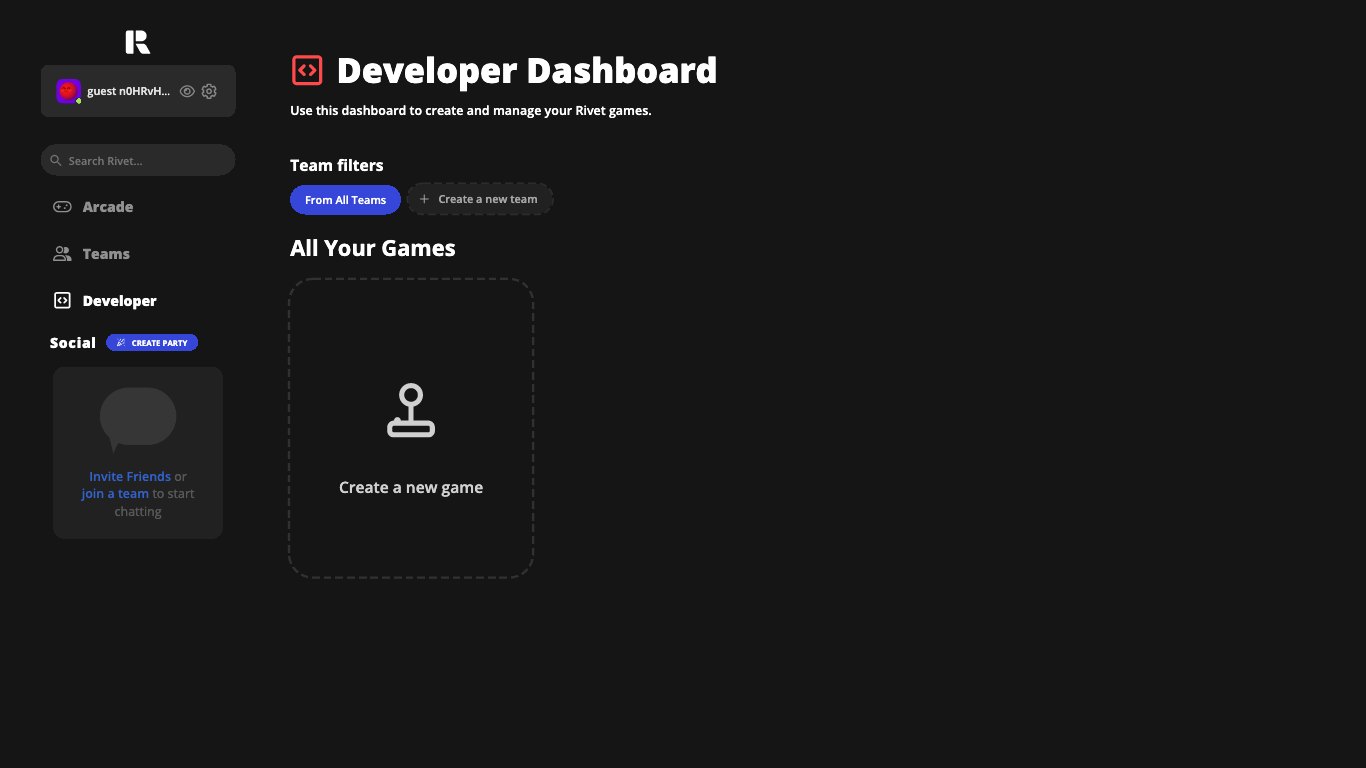 R
guest n0HRvH...
Search Rivet...
Arcade
Teams
Developer
Social
CREATE PARTY
Invite Friends or
join a team to start
chatting
Developer Dashboard
Use this dashboard to create and manage your Rivet games.
Team filters
From All Teams
Create a new team
All Your Games
Create a new game